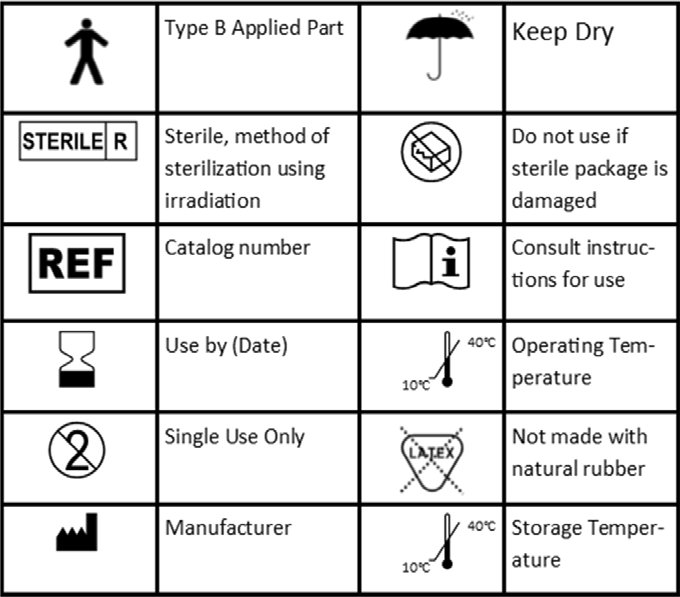 Type B Applied Part
Keep Dry
STERILE R
Sterile, method of
sterilization using
irradiation
Do not use if
sterile package is
damaged
REF
Catalog number
i
Consult instruc-
tions for use
Use by (Date)
40℃
10℃
Operating Tem-
perature
2
Single Use Only
LATEX
Not made with
natural rubber
Manufacturer
40℃
10℃
Storage Temper-
ature